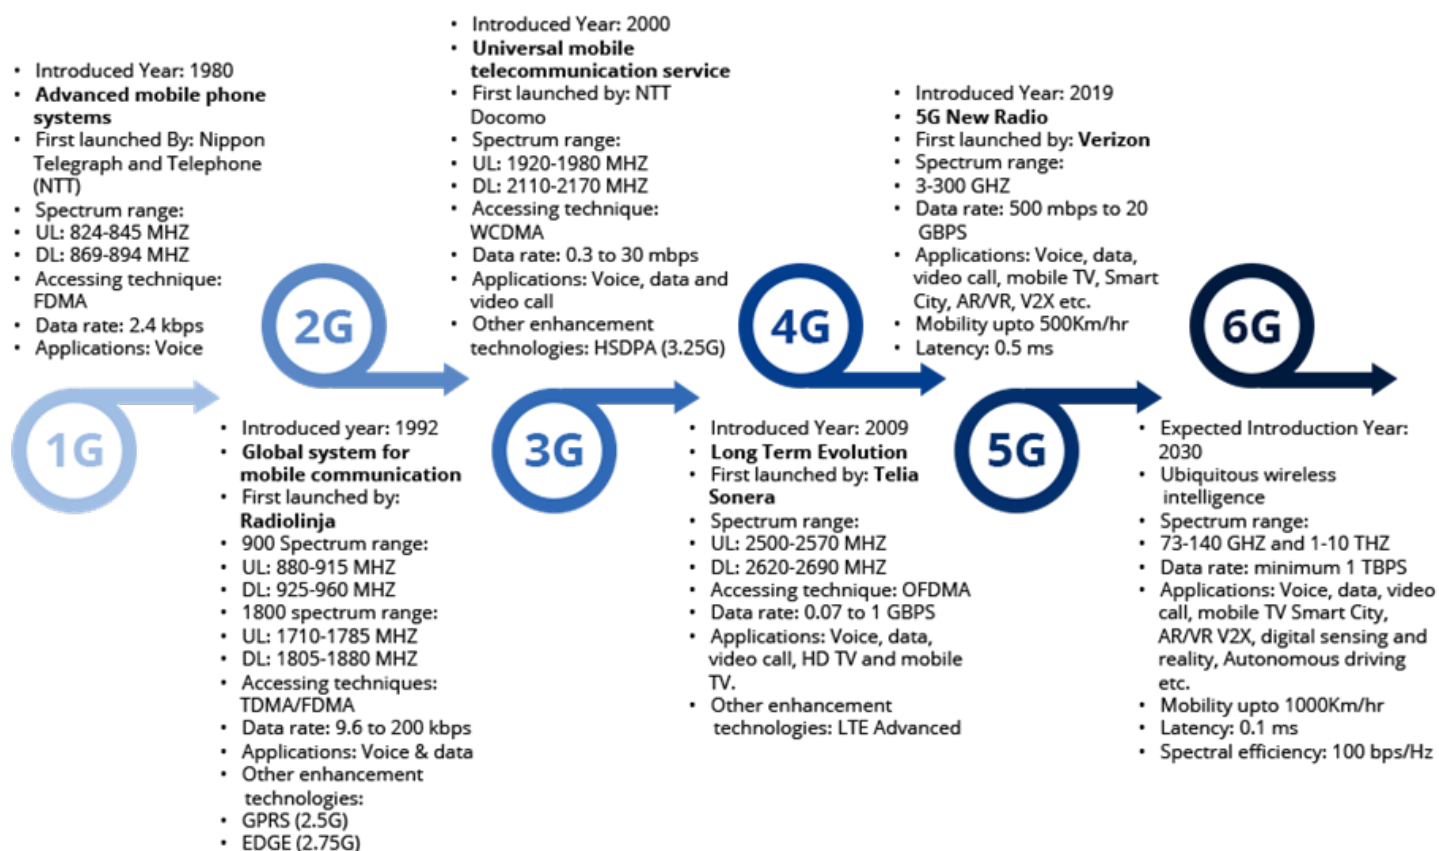 • Introduced Year: 1980
• Advanced mobile phone
systems
• First launched By: Nippon
Telegraph and Telephone
(NTT)
• Spectrum range:
• UL: 824-845 MHZ
• DL: 869-894 MHZ
• Accessing technique:
FDMA
• Data rate: 2.4 kbps
• Applications: Voice
1G
2G
• Introduced year: 1992
• Global system for
mobile communication
• First launched by:
Radiolinja
• 900 Spectrum range:
• UL: 880-915 MHZ
• DL: 925-960 MHZ
• 1800 spectrum range:
• UL: 1710-1785 MHZ
• DL: 1805-1880 MHZ
• Accessing techniques:
TDMA/FDMA
• Data rate: 9.6 to 200 kbps
• Applications: Voice & data
• Other enhancement
technologies:
• GPRS (2.5G)
• EDGE (2.75G)
• Introduced Year: 2000
• Universal mobile
telecommunication service
• First launched by: NTT
Docomo
• Spectrum range:
• UL: 1920-1980 MHZ
• DL: 2110-2170 MHZ
• Accessing technique:
WCDMA
• Data rate: 0.3 to 30 mbps
• Applications: Voice, data and
video call
• Other enhancement
technologies: HSDPA (3.25G)
3G
4G
• Introduced Year: 2009
• Long Term Evolution
• First launched by: Telia
Sonera
• Spectrum range:
• UL: 2500-2570 MHZ
• DL: 2620-2690 MHZ
• Accessing technique: OFDMA
• Data rate: 0.07 to 1 GBPS
• Applications: Voice, data,
video call, HD TV and mobile
TV.
• Other enhancement
technologies: LTE Advanced
• Introduced Year: 2019
• 5G New Radio
• First launched by: Verizon
• Spectrum range:
• 3-300 GHZ
• Data rate: 500 mbps to 20
GBPS
• Applications: Voice, data,
video call, mobile TV, Smart
City, AR/VR, V2X etc.
• Mobility upto 500Km/hr
• Latency: 0.5 ms
5G
6G
• Expected Introduction Year:
2030
• Ubiquitous wireless
intelligence
• Spectrum range:
• 73-140 GHZ and 1-10 THZ
• Data rate: minimum 1 TBPS
• Applications: Voice, data, video
call, mobile TV Smart City,
AR/VR V2X, digital sensing and
reality, Autonomous driving
etc.
• Mobility upto 1000Km/hr
• Latency: 0.1 ms
• Spectral efficiency: 100 bps/Hz